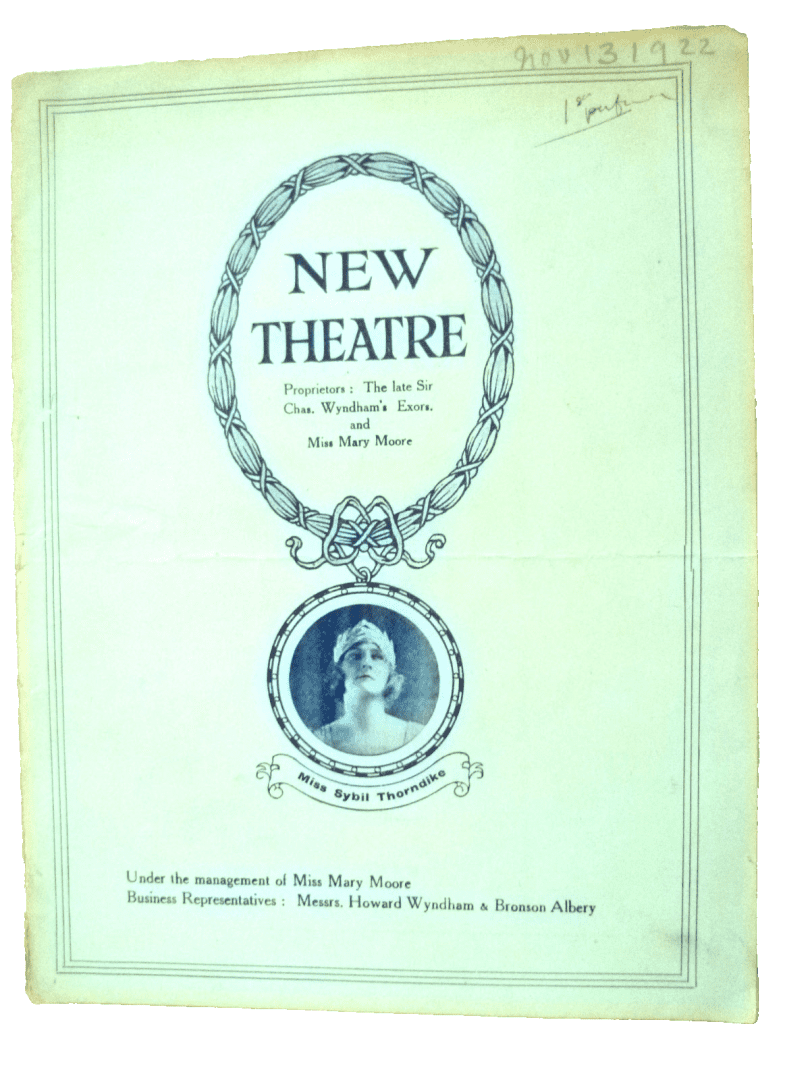 Nov 13 1922
1st
NEW
THEATRE
Proprietors : The late Sir
Chas. Wyndham's Exors.
and
Miss Mary Moore
Miss Sybil Thorndike
Under the management of Miss Mary Moore
Business Representatives : Messrs. Howard Wyndham & Bronson Albery